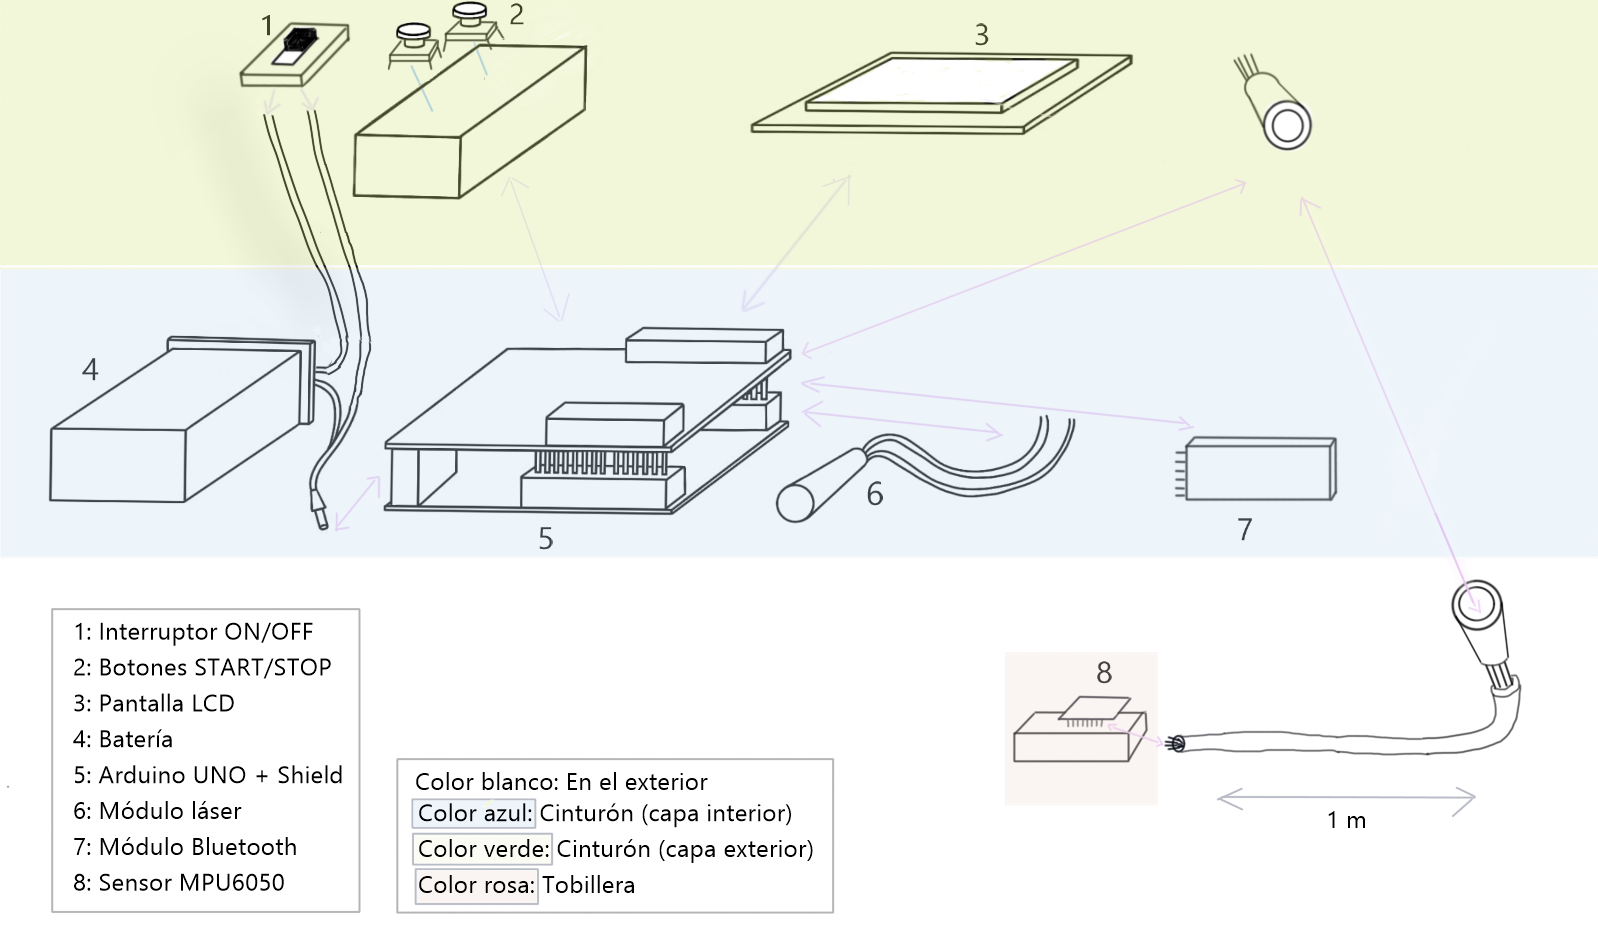 1
2
3
4
5
6
7
8
1 m
1: Interruptor ON/OFF
2: Botones START/STOP
3: Pantalla LCD
4: Batería
5: Arduino UNO + Shield
6: Módulo láser
7: Módulo Bluetooth
8: Sensor MPU6050
Color blanco: En el exterior
Color azul: Cinturón (capa interior)
Color verde: Cinturón (capa exterior)
Color rosa: Tobillera